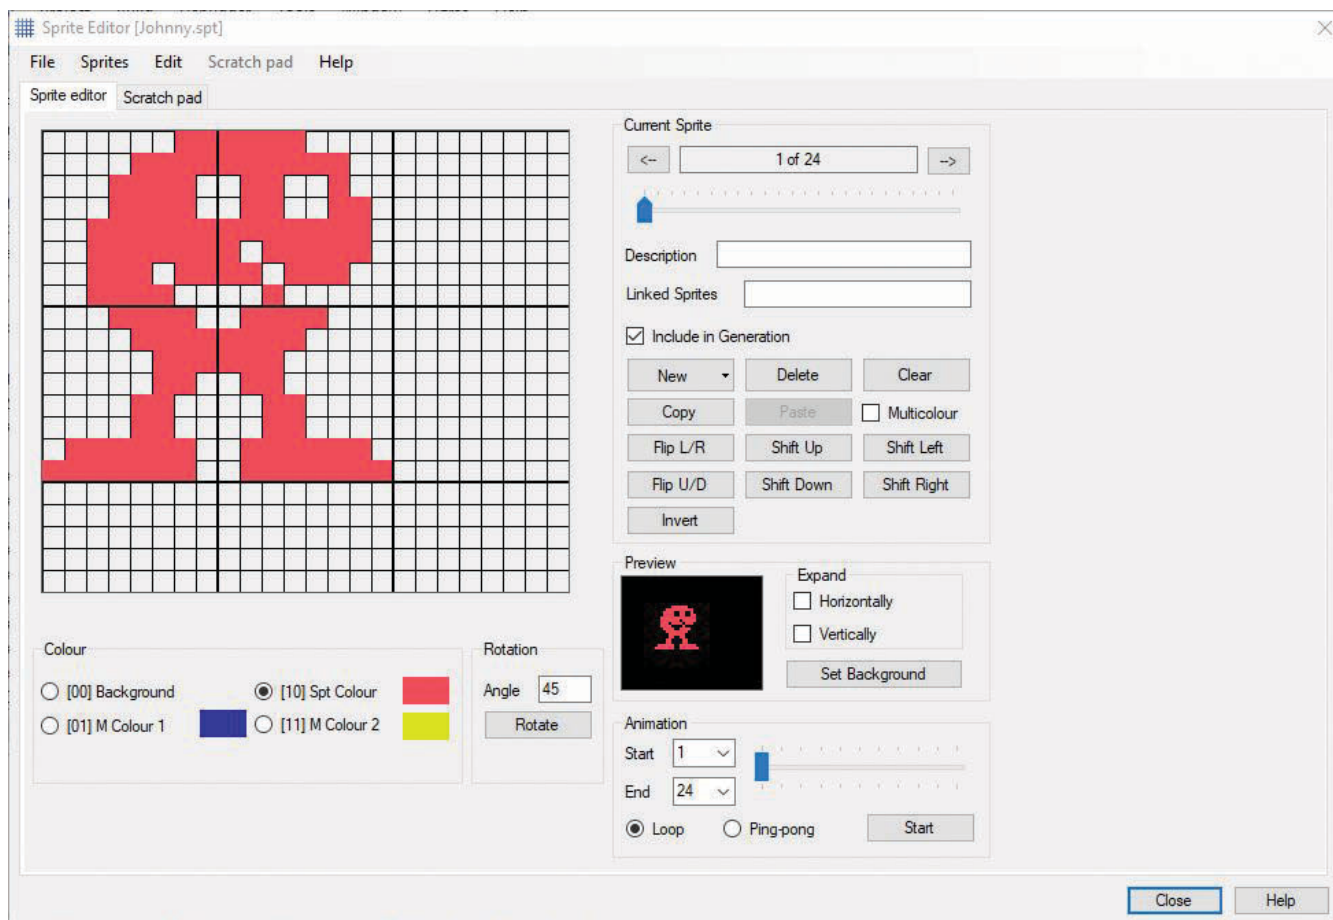 Sprite Editor [Johnny.spt]
File Sprites Edit Scratch pad Help
Sprite editor Scratch pad
Current Sprite
<-- 1 of 24 -->
Description
Linked Sprites
Include in Generation
New Delete Clear
Copy Paste Multicolour
Flip L/R Shift Up Shift Left
Flip U/D Shift Down Shift Right
Invert
Preview
Expand
Horizontally
Vertically
Set Background
Colour
[00] Background [10] Spt Colour
[01] M Colour 1 [11] M Colour 2
Rotation
Angle 45
Rotate
Animation
Start 1
End 24
Loop Ping-pong Start
Close Help